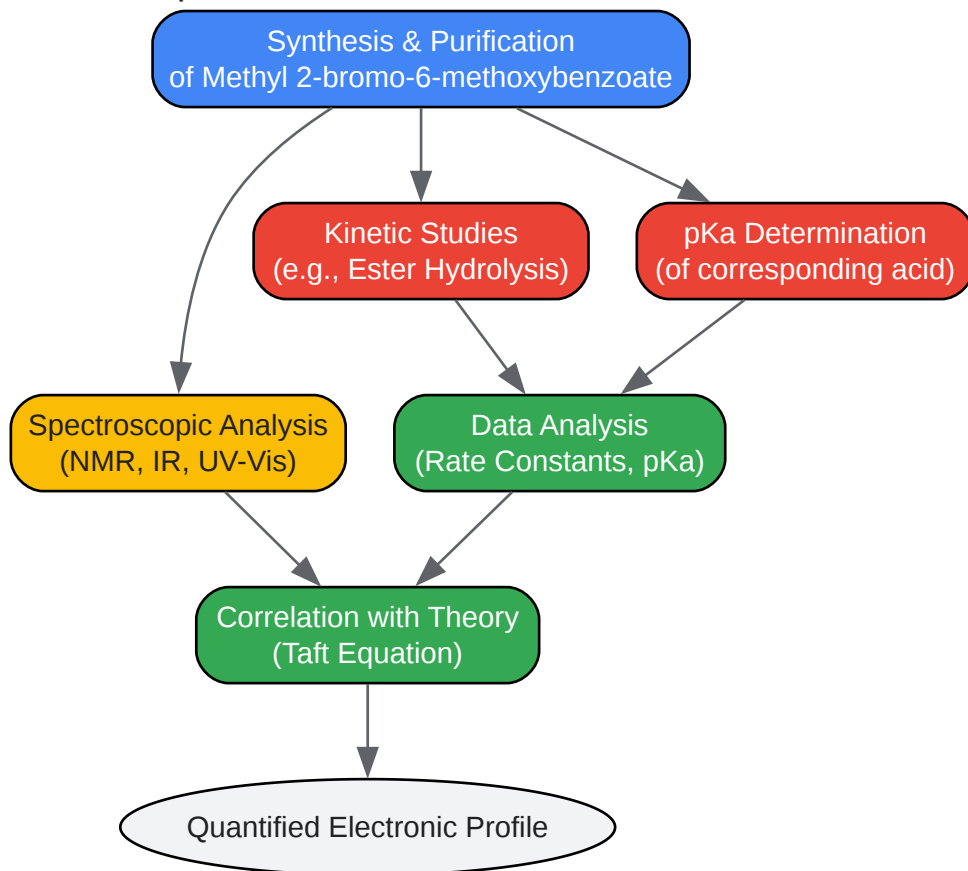 Synthesis & Purification
of Methyl 2-bromo-6-methoxybenzoate
Kinetic Studies
(e.g., Ester Hydrolysis)
pKa Determination
(of corresponding acid)
Spectroscopic Analysis
(NMR, IR, UV-Vis)
Data Analysis
(Rate Constants, pKa)
Correlation with Theory
(Taft Equation)
Quantified Electronic Profile